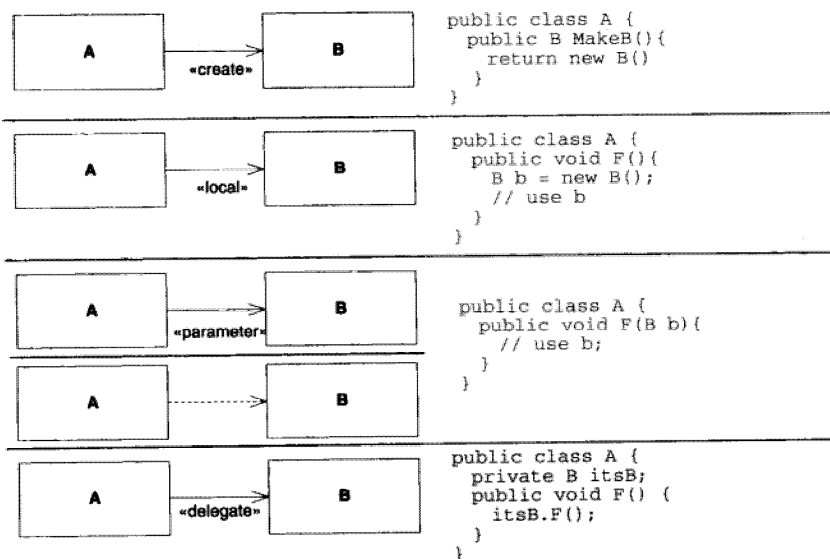 A
B
«create»
public class A {
public B MakeB(){
return new B()
}
}
A
B
«local»
public class A {
public void F(){
B b = new B();
// use b
}
}
A
B
«parameter»
A
B
public class A {
public void F(B b){
// use b;
}
}
A
B
«delegate»
public class A {
private B itsB;
public void F() {
itsB.F();
}
}